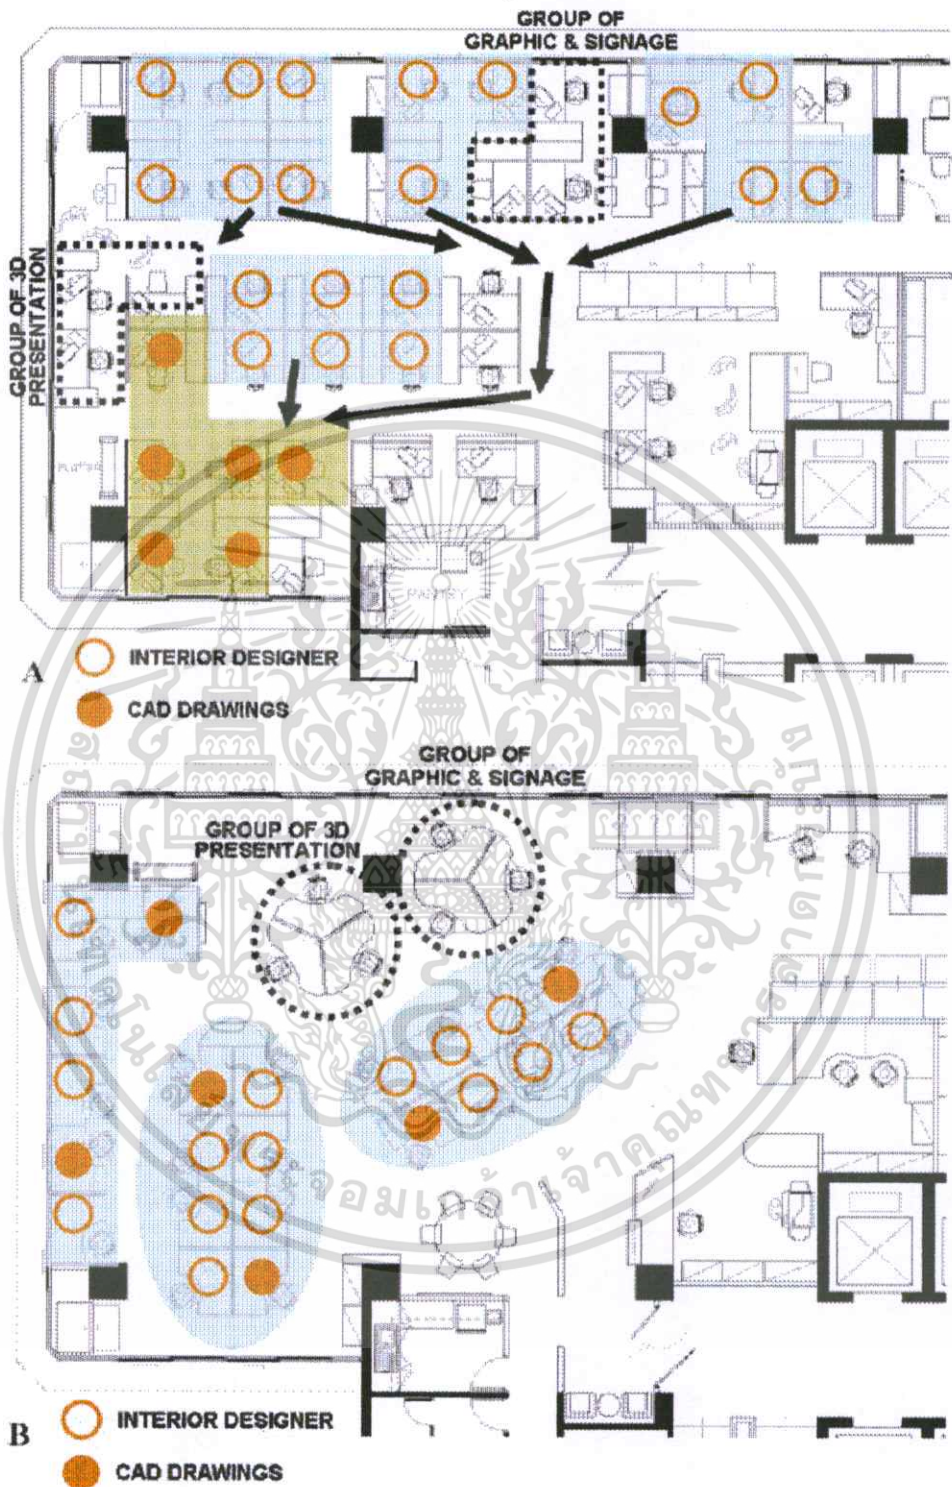 GROUP OF
GRAPHIC & SIGNAGE
GROUP OF 3D
PRESENTATION
PANTRY
A
INTERIOR DESIGNER
CAD DRAWINGS
GROUP OF
GRAPHIC & SIGNAGE
GROUP OF 3D
PRESENTATION
B
INTERIOR DESIGNER
CAD DRAWINGS